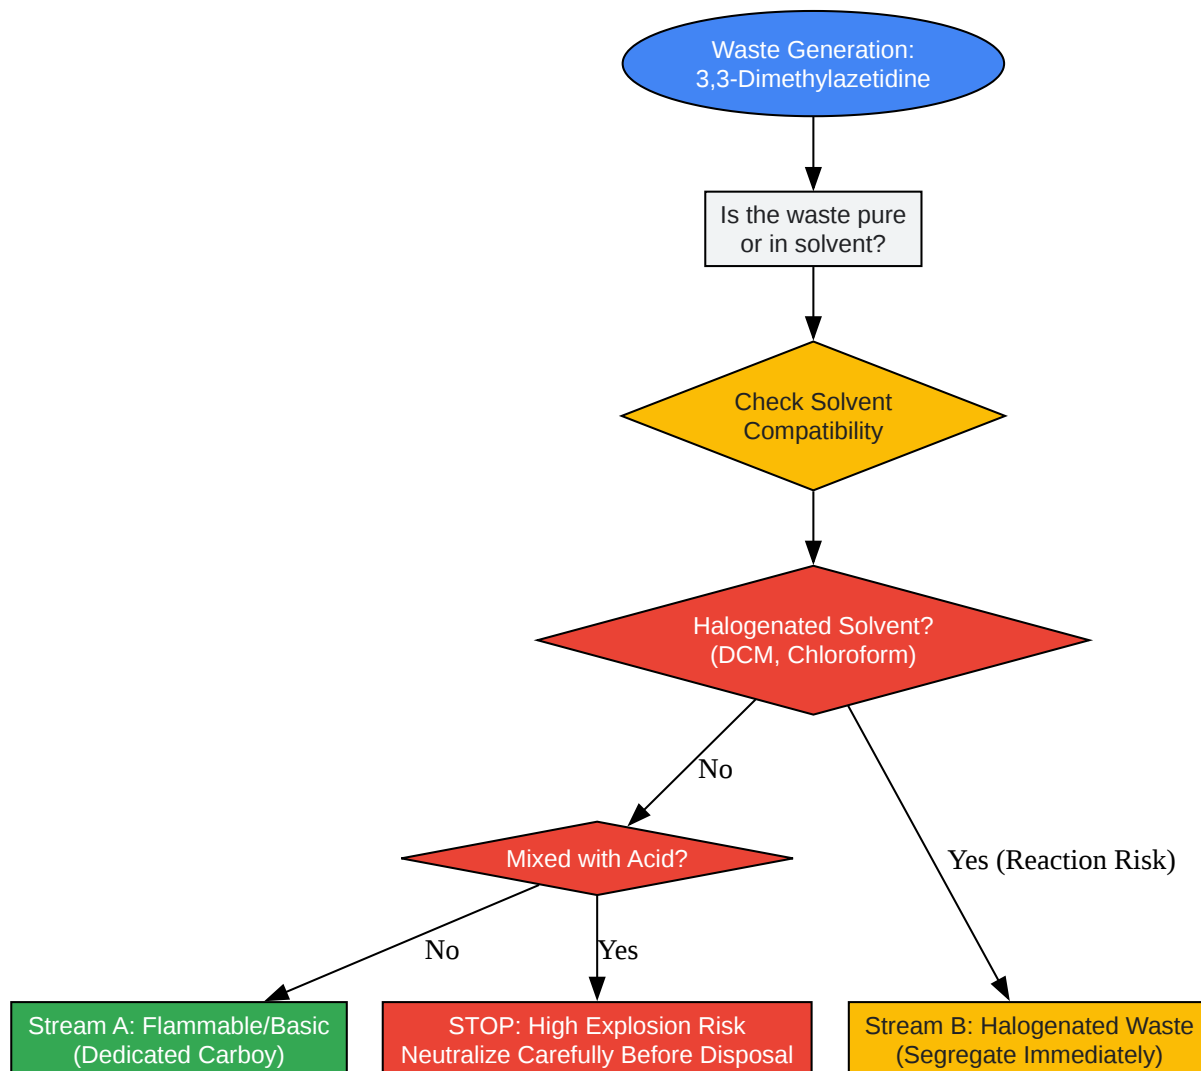 Waste Generation:
3,3-Dimethylazetidine
Is the waste pure
or in solvent?
Check Solvent
Compatibility
Halogenated Solvent?
(DCM, Chloroform)
No
Mixed with Acid?
Yes (Reaction Risk)
No
Yes
Stream A: Flammable/Basic
(Dedicated Carboy)
STOP: High Explosion Risk
Neutralize Carefully Before Disposal
Stream B: Halogenated Waste
(Segregate Immediately)